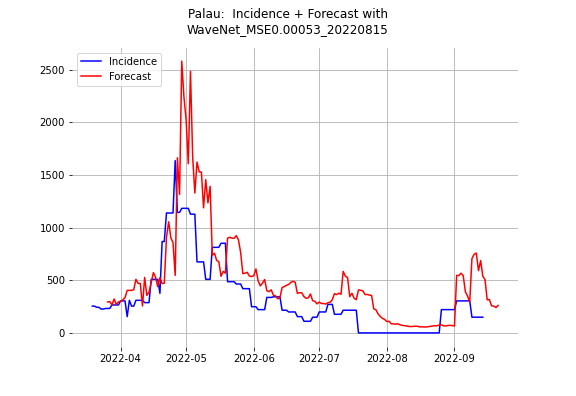 Palau:  Incidence + Forecast with
WaveNet_MSE0.00053_20220815
Incidence
Forecast
2500
2000
1500
1000
500
0
2022-04 2022-05 2022-06 2022-07 2022-08 2022-09